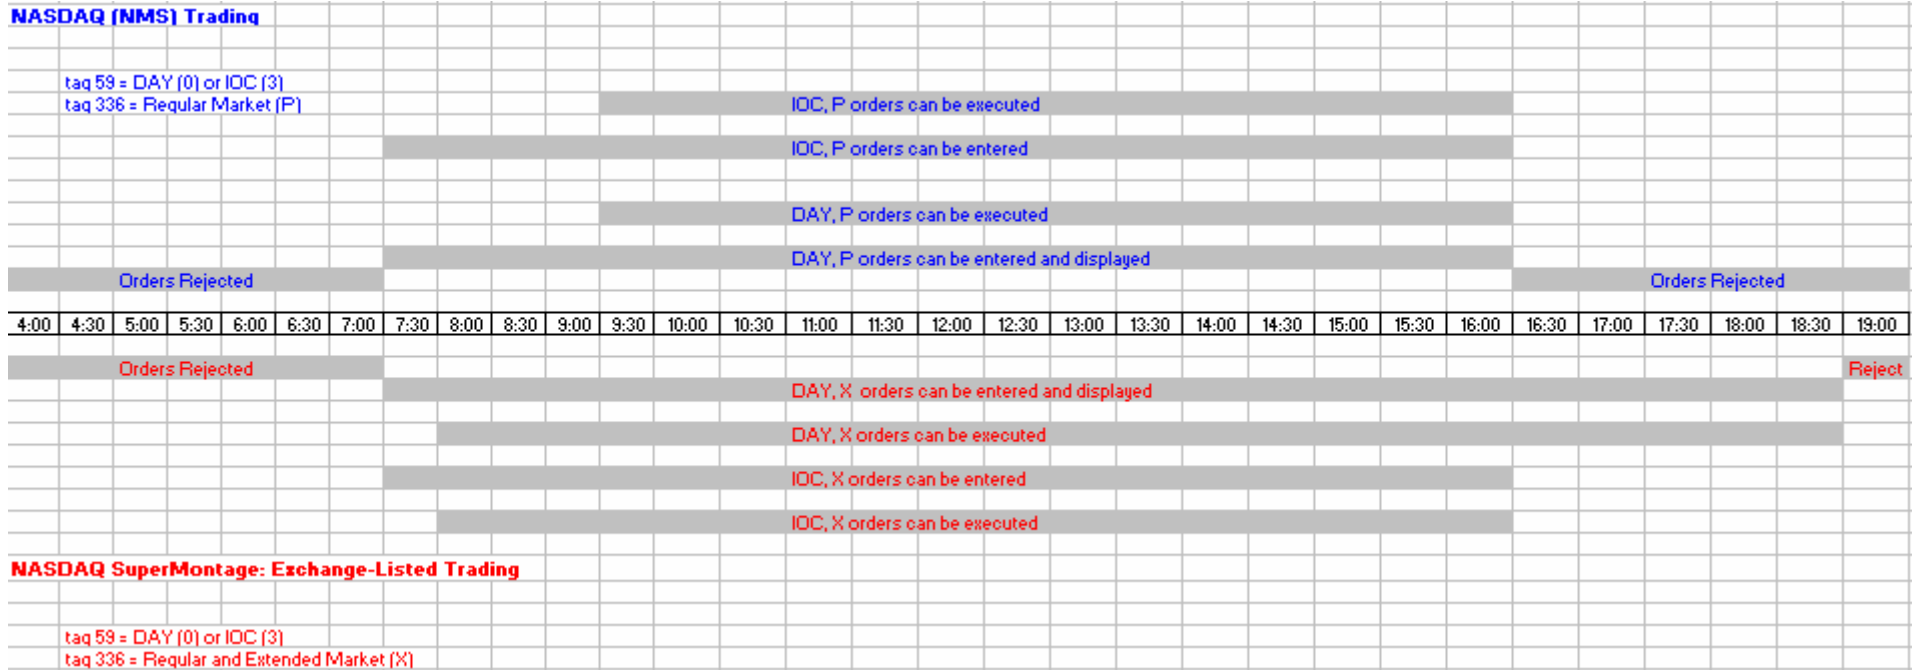 NASDAQ (NMS) Trading
tag 59 = DAY (0) or IOC (3)
tag 336 = Regular Market (P)
IOC, P orders can be executed
IOC, P orders can be entered
DAY, P orders can be executed
DAY, P orders can be entered and displayed
Orders Rejected Orders Rejected
4:00 4:30 5:00 5:30 6:00 6:30 7:00 7:30 8:00 8:30 9:00 9:30 10:00 10:30 11:00 11:30 12:00 12:30 13:00 13:30 14:00 14:30 15:00 15:30 16:00 16:30 17:00 17:30 18:00 18:30 19:00
Orders Rejected Reject
DAY, X orders can be entered and displayed
DAY, X orders can be executed
IOC, X orders can be entered
IOC, X orders can be executed
NASDAQ SuperMontage: Exchange-Listed Trading
tag 59 = DAY (0) or IOC (3)
tag 336 = Regular and Extended Market (X)